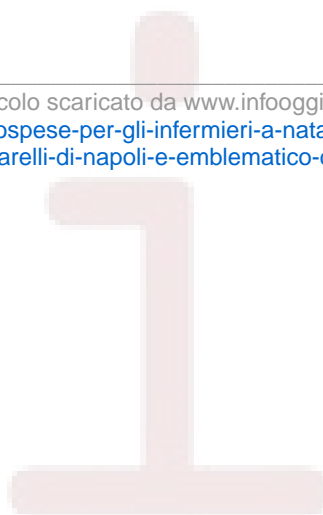 colo scaricato da www.infooggi
ospese-per-gli-infermieri-a-nata
arelli-di-napoli-e-emblematico-